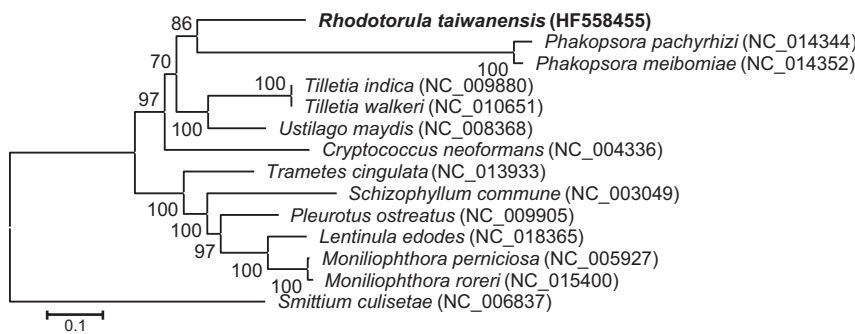 86
Rhodotorula taiwanensis (HF558455)
Phakopsora pachyrhizi (NC_014344)
100
Phakopsora meibomiae (NC_014352)
70
100
Tilletia indica (NC_009880)
Tilletia walkeri (NC_010651)
97
100
Ustilago maydis (NC_008368)
Cryptococcus neoformans (NC_004336)
Trametes cingulata (NC_013933)
100
Schizophyllum commune (NC_003049)
100
Pleurotus ostreatus (NC_009905)
97
Lentinula edodes (NC_018365)
100
Moniliophthora perniciosa (NC_005927)
100
Moniliophthora roreri (NC_015400)
Smittium culisetae (NC_006837)
0.1